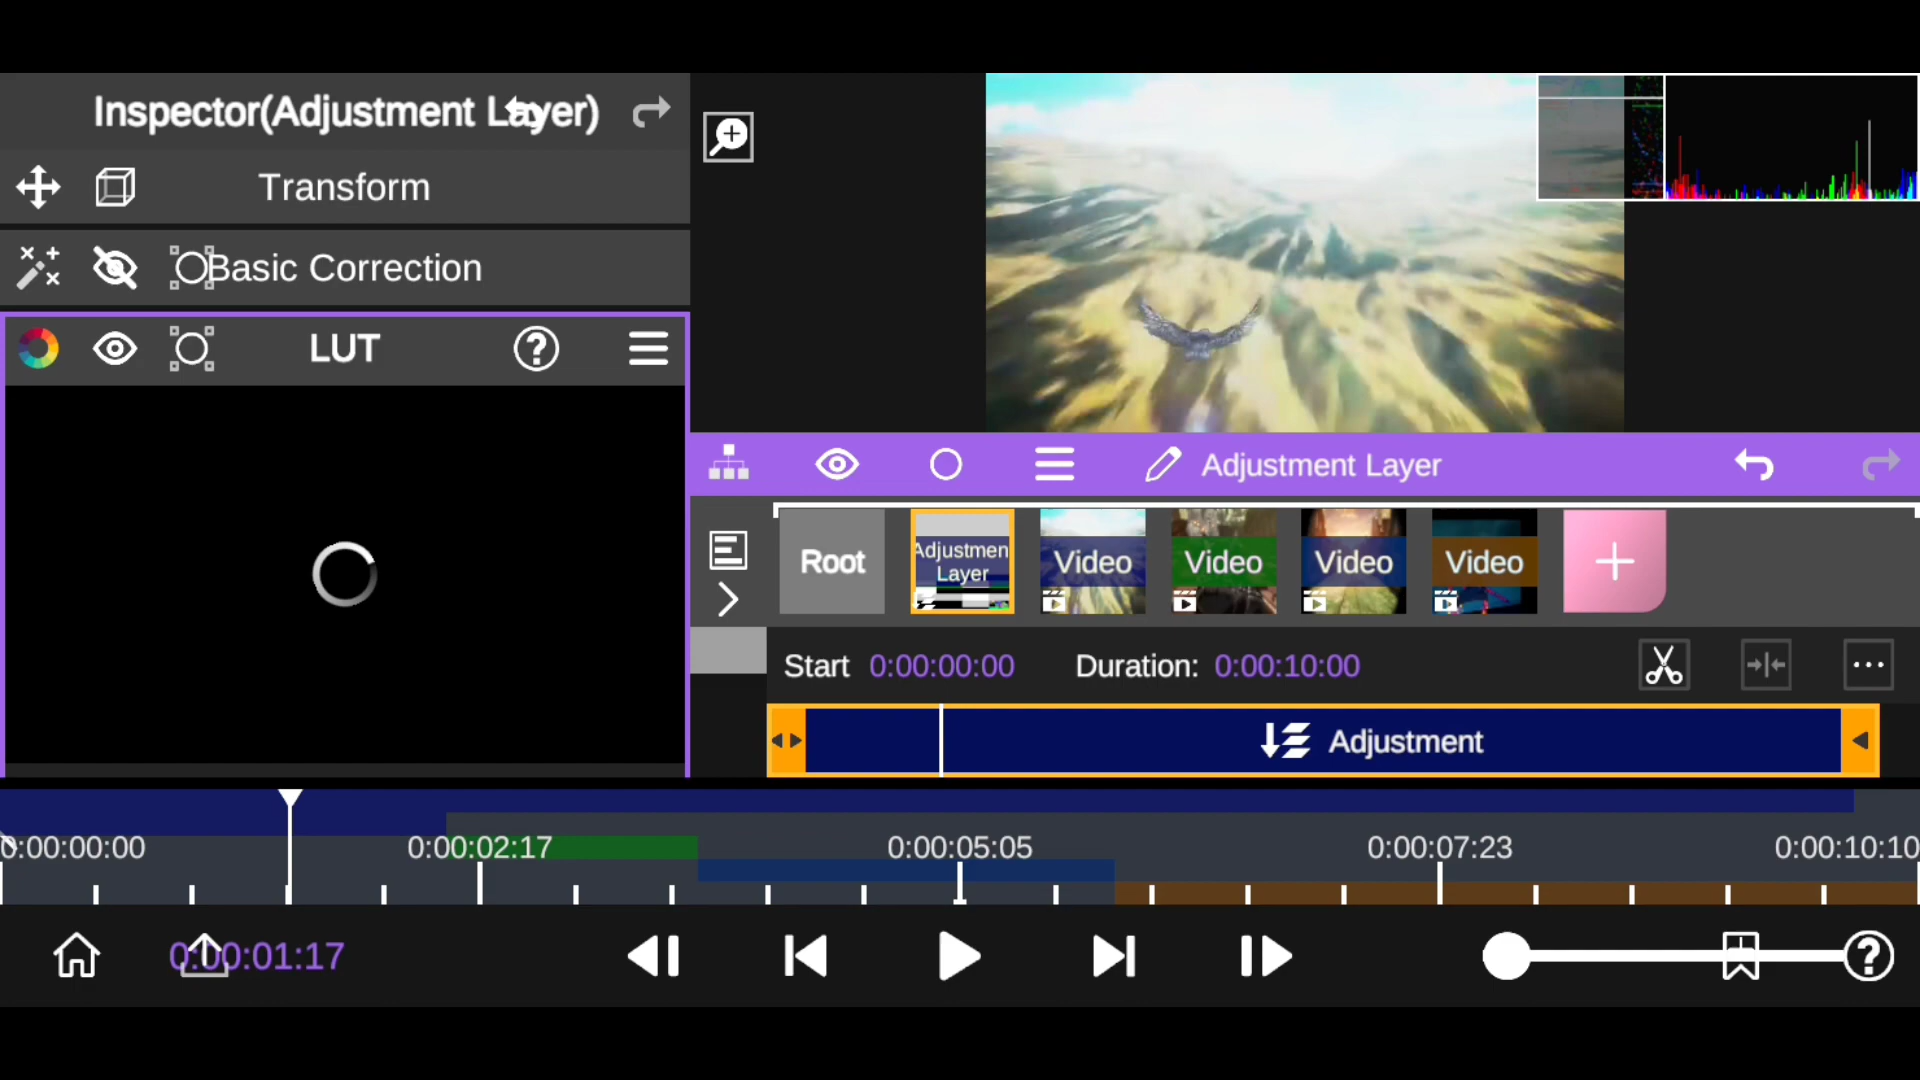 Inspector(Adjustment Layer)
Transform
Basic Correction
LUT
Adjustment Layer
Root
Adjustmen
Layer
Video
Video
Video
Video
Start 0:00:00:00 Duration: 0:00:10:00
Adjustment
0:00:00:00 0:00:02:17 0:00:05:05 0:00:07:23 0:00:10:10
0:00:01:17